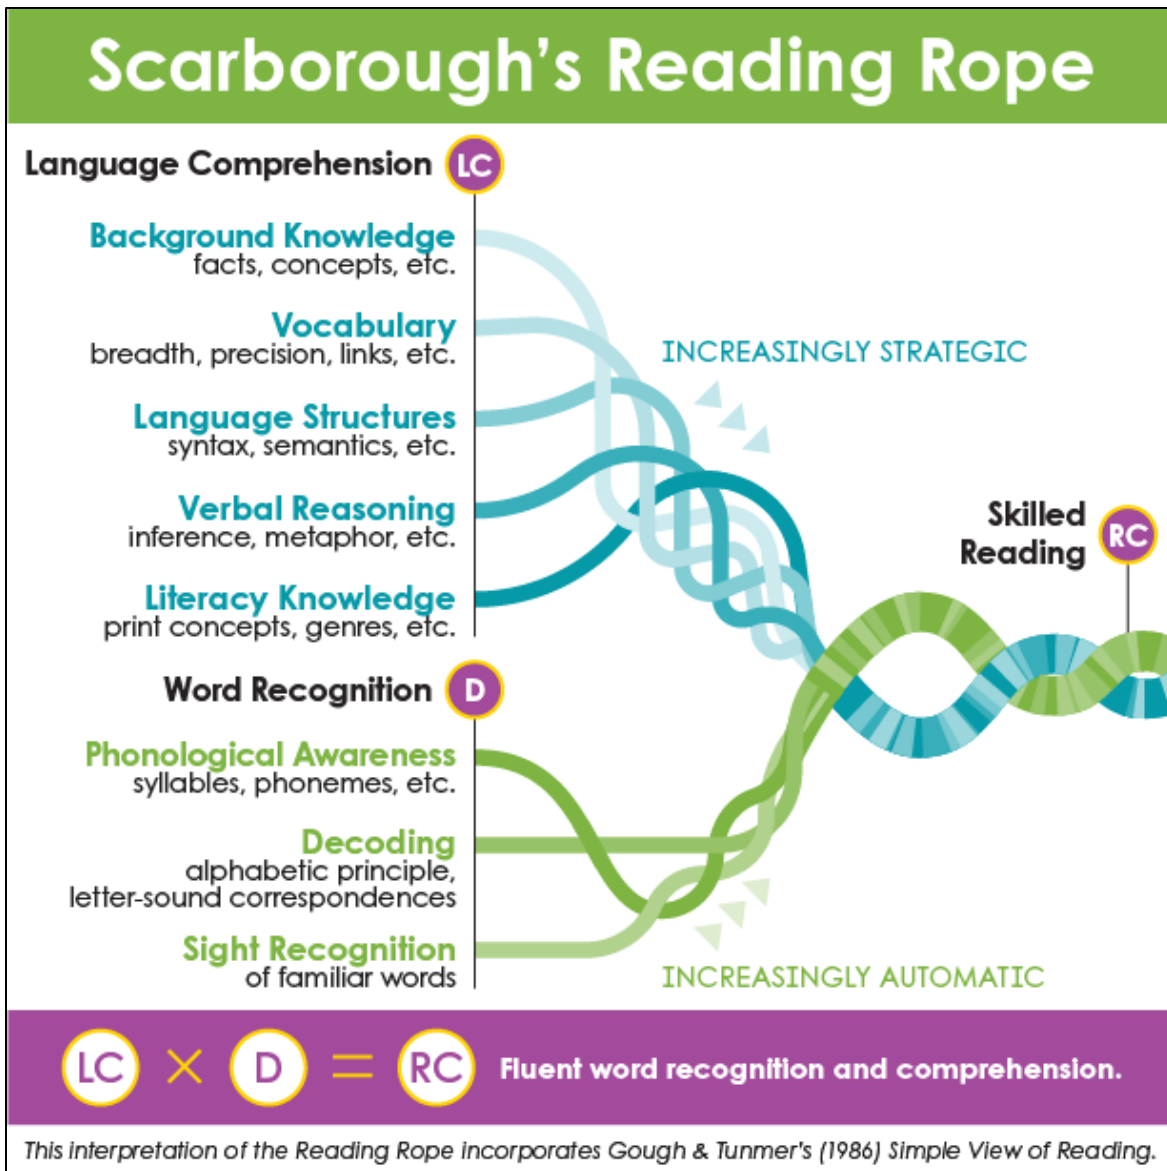 Scarborough's Reading Rope
Language Comprehension LC
Background Knowledge
facts, concepts, etc.
Vocabulary
breadth, precision, links, etc.
Language Structures
syntax, semantics, etc.
Verbal Reasoning
inference, metaphor, etc.
Literacy Knowledge
print concepts, genres, etc.
INCREASINGLY STRATEGIC
Skilled
Reading
RC
Word Recognition D
Phonological Awareness
syllables, phonemes, etc.
Decoding
alphabetic principle,
letter-sound correspondences
Sight Recognition
of familiar words
INCREASINGLY AUTOMATIC
LC × D = RC Fluent word recognition and comprehension.
This interpretation of the Reading Rope incorporates Gough & Tunmer's (1986) Simple View of Reading.